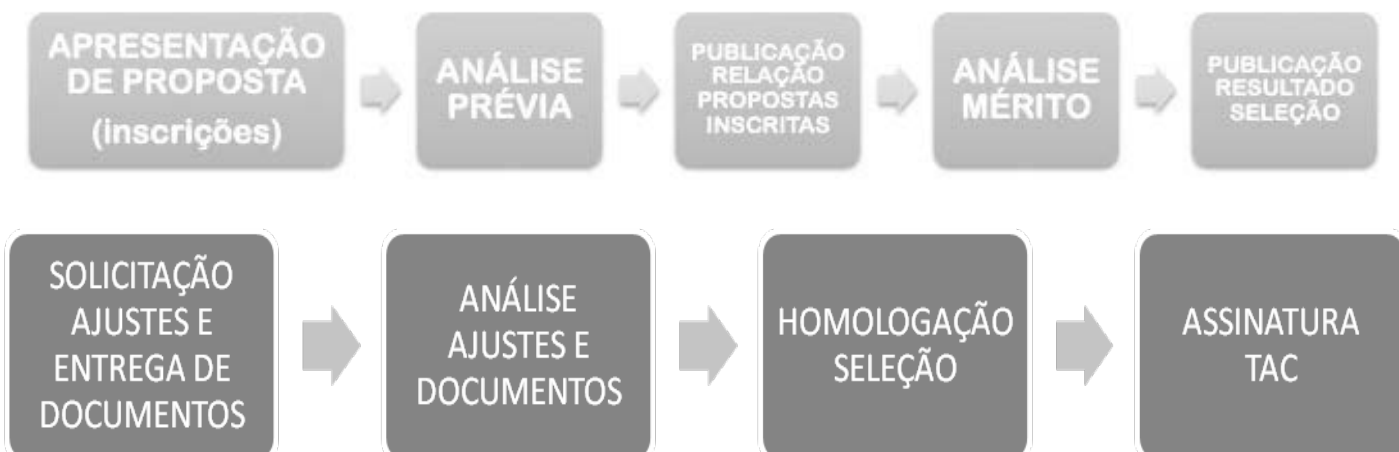 APRESENTAÇÃO
DE PROPOSTA
(inscrições)
ANÁLISE
PRÉVIA
PUBLICAÇÃO
RELAÇÃO
PROPOSTAS
INSCRITAS
ANÁLISE
MÉRITO
PUBLICAÇÃO
RESULTADO
SELEÇÃO
SOLICITAÇÃO
AJUSTES E
ENTREGA DE
DOCUMENTOS
ANÁLISE
AJUSTES E
DOCUMENTOS
HOMOLOGAÇÃO
SELEÇÃO
ASSINATURA
TAC